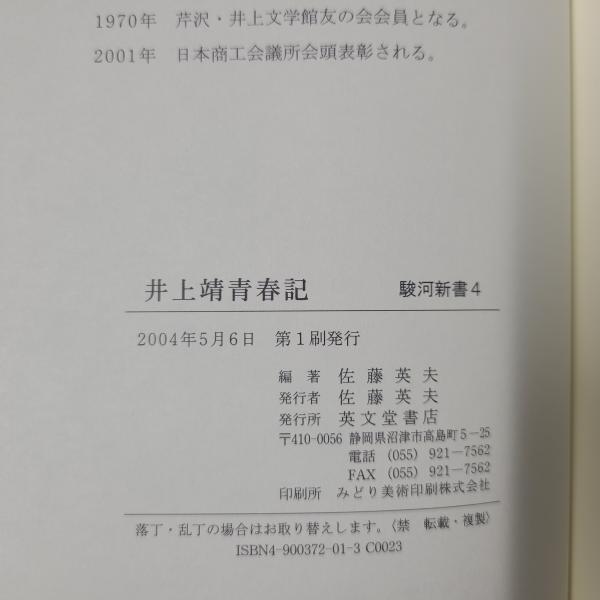 1970年　芹沢・井上文学館友の会会員となる。
2001年　日本商工会議所会頭表彰される。
井上靖青春記　駿河新書4
2004年5月6日　第1刷発行
編　著　佐　藤　英　夫
発行者　佐　藤　英　夫
発行所　英文堂書店
〒410-0056 静岡県沼津市高島町5－25
電話　(055)　921－7562
FAX　(055)　921－7562
印刷所　みどり美術印刷株式会社
落丁・乱丁の場合はお取り替えします。〈禁　転載・複製〉
ISBN4-900372-01-3 C0023